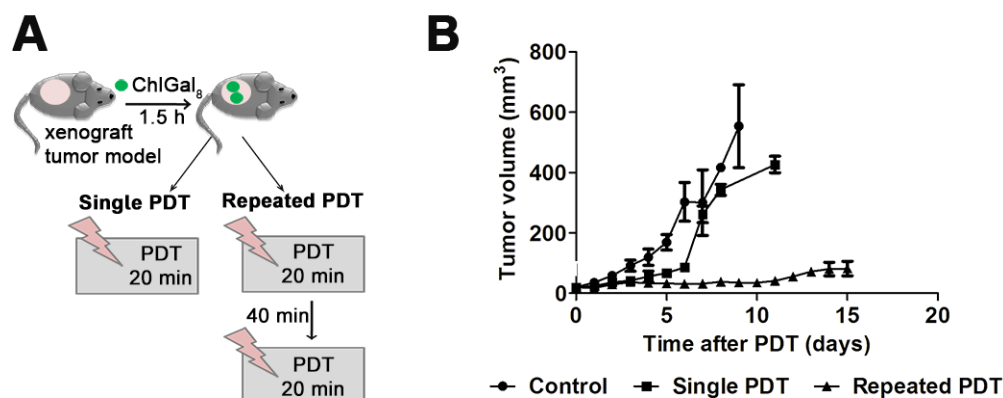 A
ChlGal8
1.5 h
xenograft
tumor model
Single PDT
PDT
20 min
Repeated PDT
PDT
20 min
40 min
PDT
20 min
B
Tumor volume (mm³)
800
600
400
200
0
0 5 10 15 20
Time after PDT (days)
Control Single PDT Repeated PDT